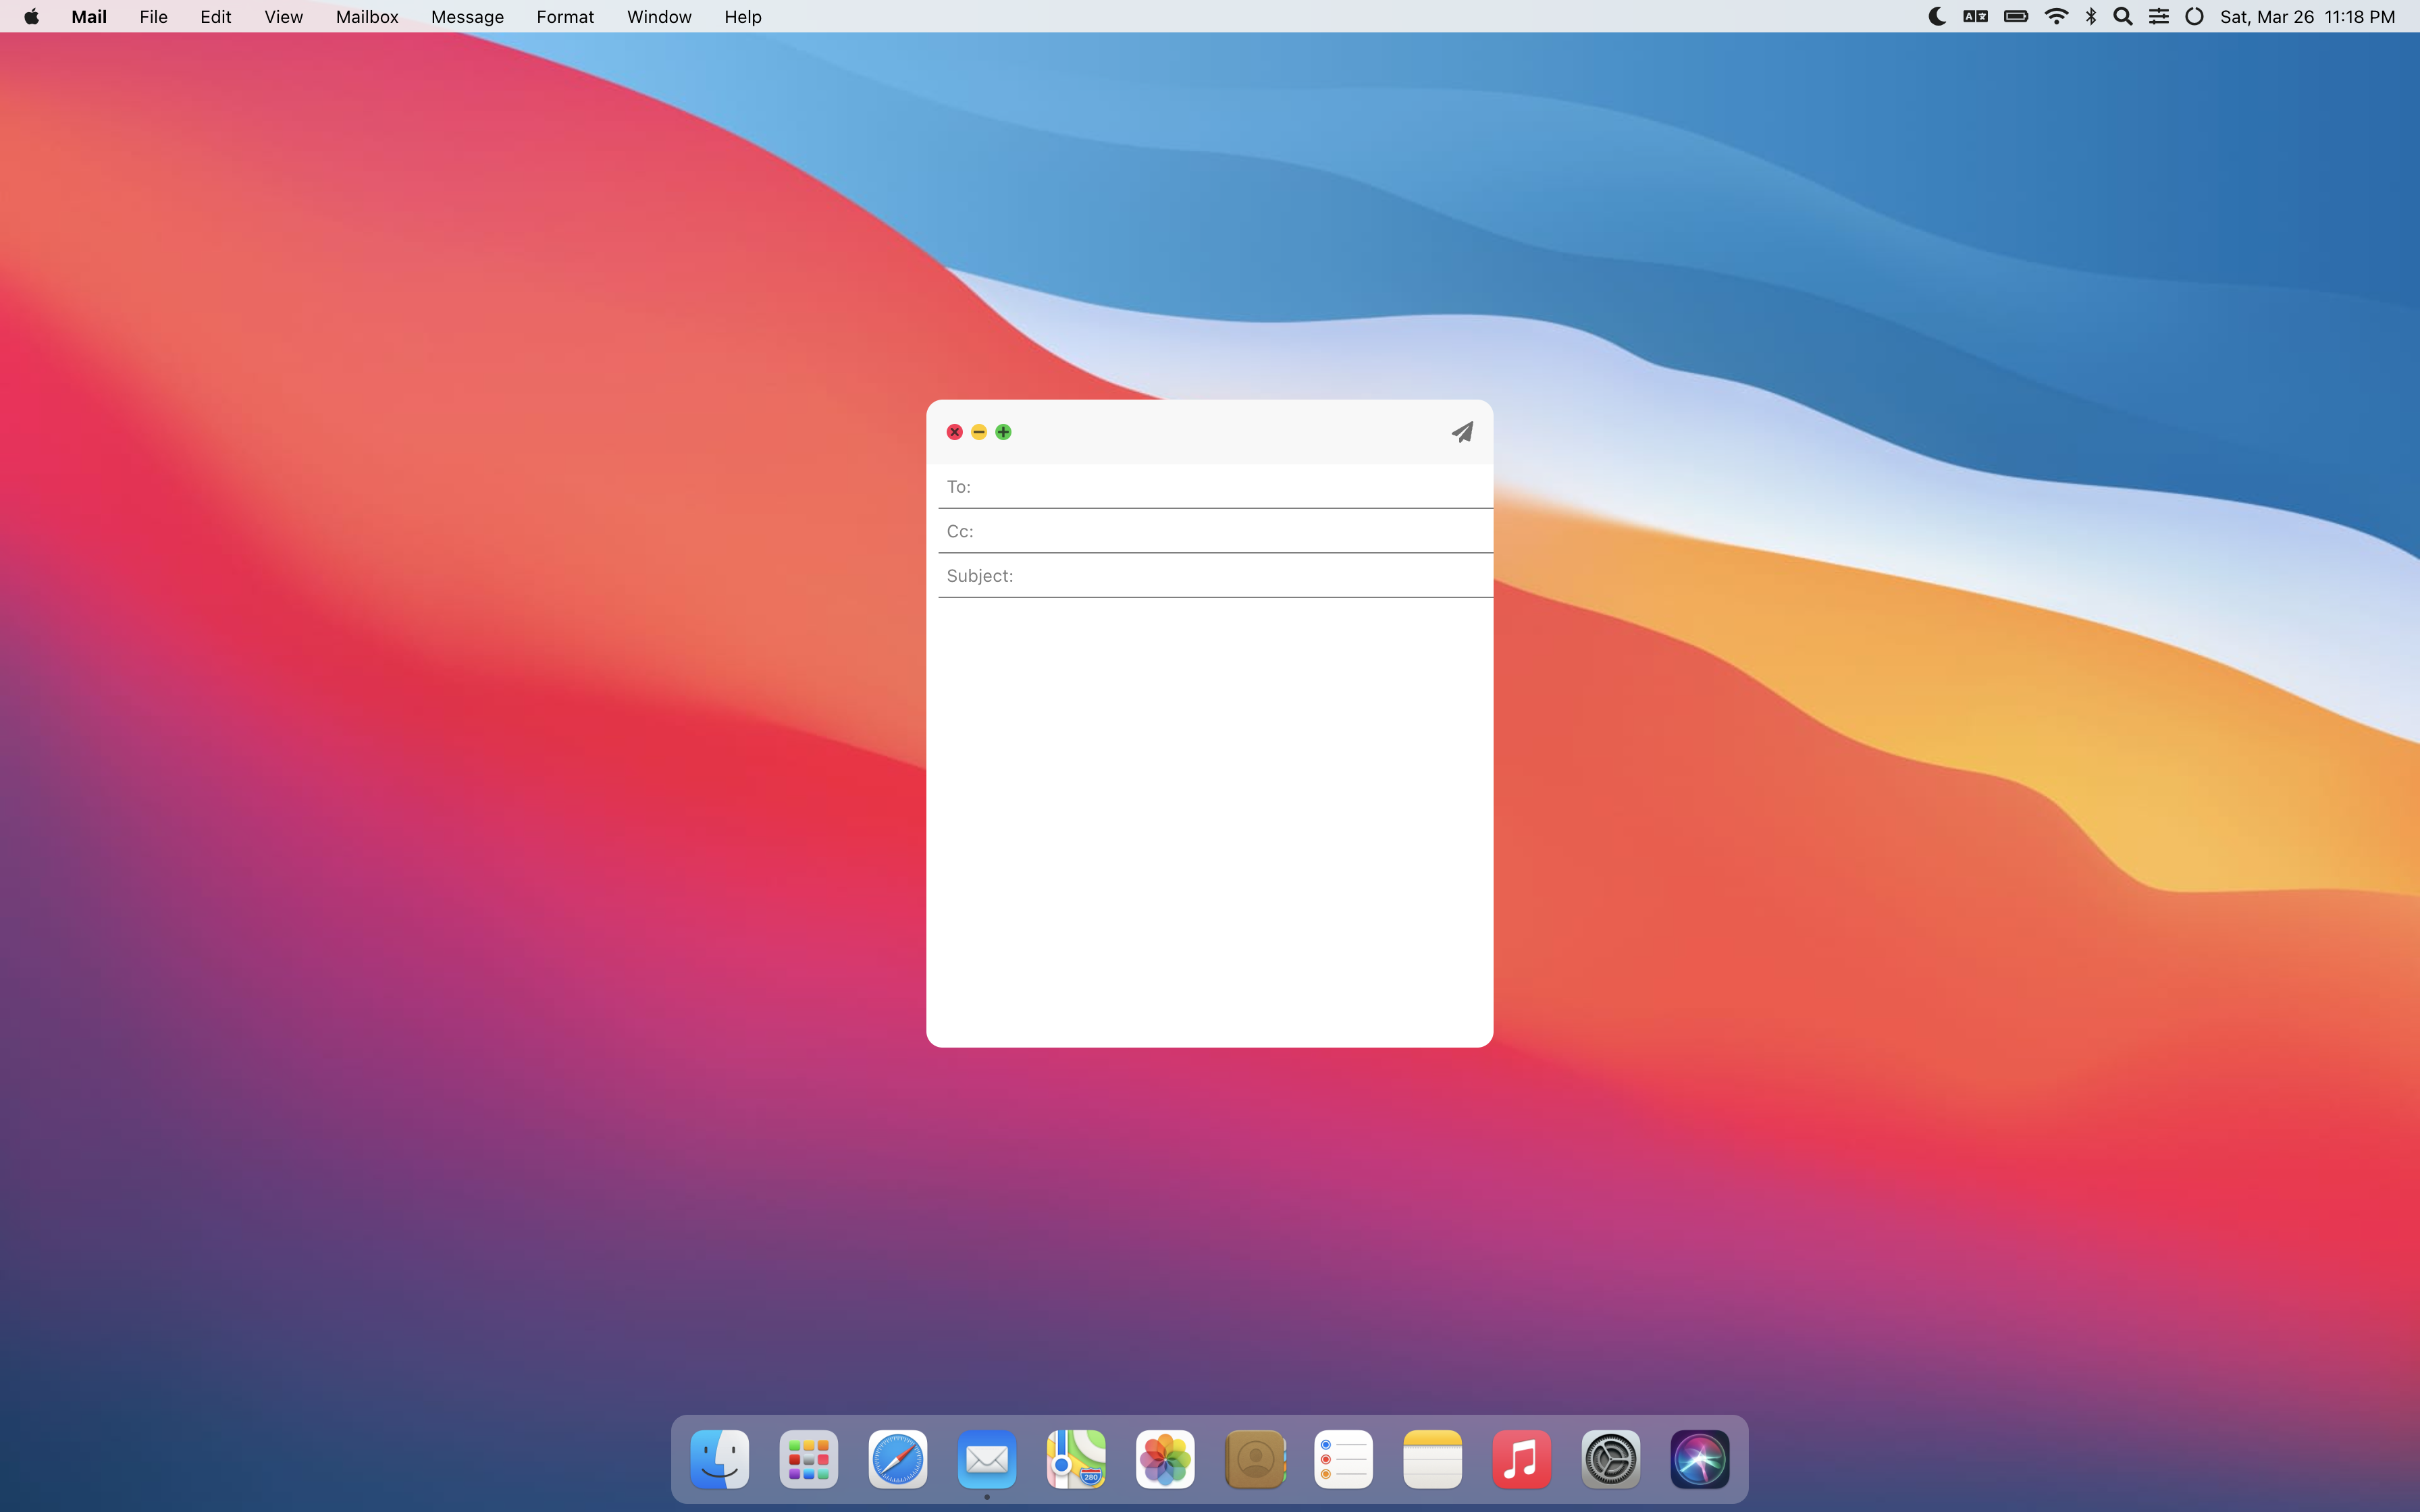 Mail File Edit View Mailbox Message Format Window Help A Sat, Mar 26 11:18 PM
To:
Cc:
Subject:
280